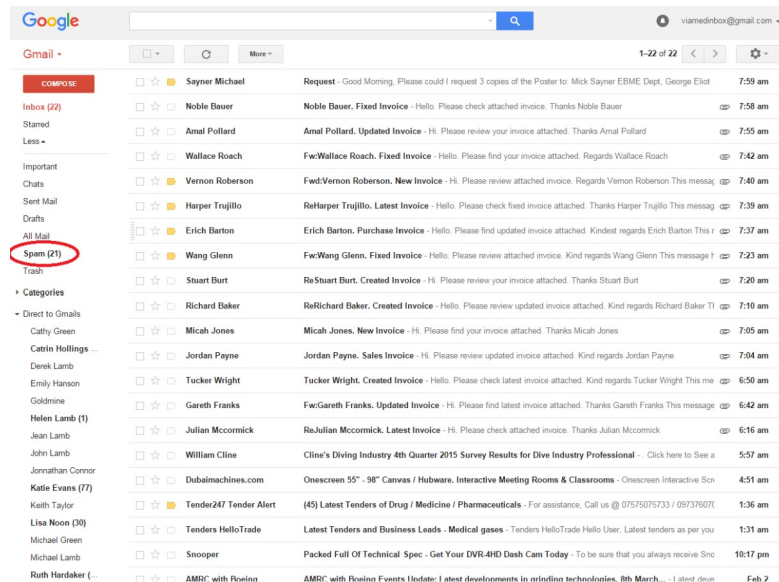 Google
viamedinbox@gmail.com
Gmail
More
1–22 of 22
COMPOSE
Inbox (22)
Starred
Less
Important
Chats
Sent Mail
Drafts
All Mail
Spam (21)
Trash
Categories
Direct to Gmails
Cathy Green
Catrin Hollings ...
Derek Lamb
Emily Hanson
Goldmine
Helen Lamb (1)
Jean Lamb
John Lamb
Jonnathan Connor
Katie Evans (77)
Keith Taylor
Lisa Noon (30)
Michael Green
Michael Lamb
Ruth Hardaker (...
Sayner Michael Request - Good Morning, Please could I request 3 copies of the Poster to: Mick Sayner EBME Dept, George Eliot 7:59 am
Noble Bauer Noble Bauer. Fixed Invoice - Hello. Please check attached invoice. Thanks Noble Bauer 7:58 am
Amal Pollard Amal Pollard. Updated Invoice - Hi. Please review your invoice attached. Thanks Amal Pollard 7:55 am
Wallace Roach Fw:Wallace Roach. Fixed Invoice - Hello. Please find your invoice attached. Regards Wallace Roach 7:42 am
Vernon Roberson Fwd:Vernon Roberson. New Invoice - Hi. Please review attached invoice. Regards Vernon Roberson This messag 7:40 am
Harper Trujillo ReHarper Trujillo. Latest Invoice - Hello. Please check fixed invoice attached. Thanks Harper Trujillo This messag 7:39 am
Erich Barton Erich Barton. Purchase Invoice - Hello. Please find updated invoice attached. Kindest regards Erich Barton This r 7:37 am
Wang Glenn Fw:Wang Glenn. Fixed Invoice - Hello. Please review attached invoice. Kind regards Wang Glenn This message h 7:23 am
Stuart Burt ReStuart Burt. Created Invoice - Hi. Please review your invoice attached. Thanks Stuart Burt 7:20 am
Richard Baker ReRichard Baker. Created Invoice - Hello. Please review updated invoice attached. Kind regards Richard Baker Tl 7:10 am
Micah Jones Micah Jones. New Invoice - Hi. Please find your invoice attached. Thanks Micah Jones 7:05 am
Jordan Payne Jordan Payne. Sales Invoice - Hi. Please review updated invoice attached. Kind regards Jordan Payne 7:04 am
Tucker Wright Tucker Wright. Created Invoice - Hello. Please check latest invoice attached. Kind regards Tucker Wright This me 6:50 am
Gareth Franks Fw:Gareth Franks. Updated Invoice - Hi. Please find latest invoice attached. Thanks Gareth Franks This message 6:42 am
Julian Mccormick ReJulian Mccormick. Latest Invoice - Hi. Please check attached invoice. Thanks Julian Mccormick 6:16 am
William Cline Cline's Diving Industry 4th Quarter 2015 Survey Results for Dive Industry Professional - . Click here to See a 5:57 am
Dubaimachines.com Onescreen 55" - 98" Canvas / Hubware. Interactive Meeting Rooms & Classrooms - Onescreen Interactive Scr 4:51 am
Tender247 Tender Alert (45) Latest Tenders of Drug / Medicine / Pharmaceuticals - For assistance, Call us @ 07575075733 / 09737607( 1:36 am
Tenders HelloTrade Latest Tenders and Business Leads - Medical gases - Tenders HelloTrade Hello User, Latest tenders as per you 1:31 am
Snooper Packed Full Of Technical Spec - Get Your DVR-4HD Dash Cam Today - To be sure that you always receive Sno 10:17 pm
AMRC with Boeing AMRC with Boeing Events Update: Latest developments in grinding technologies, 8th March... - Latest deve Feb 2